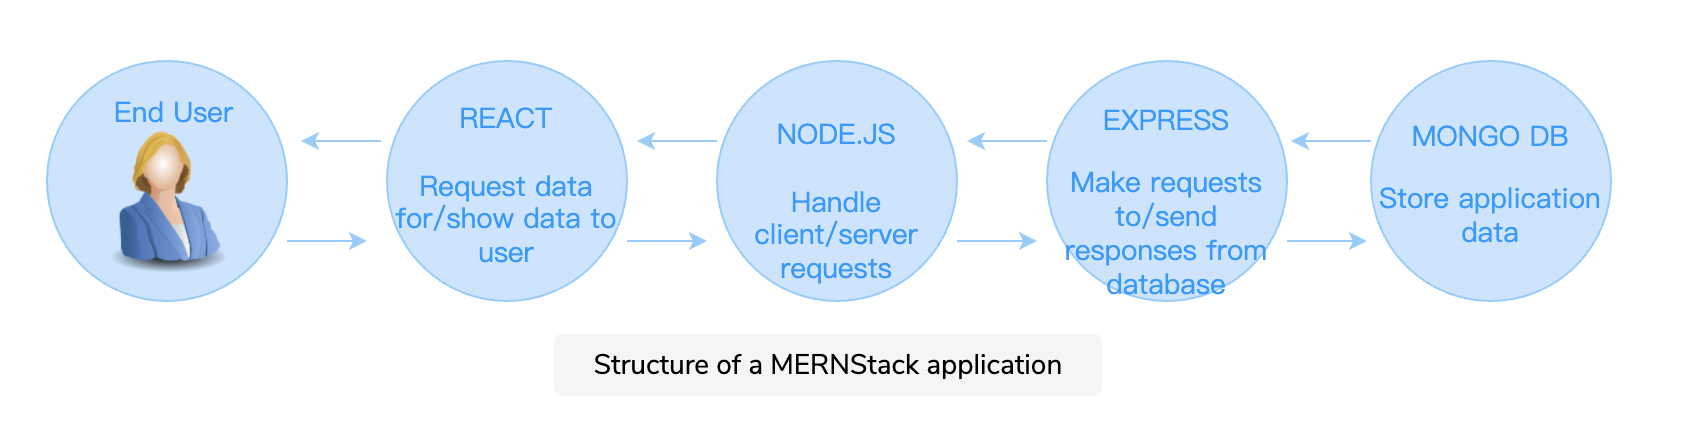 End User
REACT
Request data
for/show data to
user
NODE.JS
Handle
client/server
requests
EXPRESS
Make requests
to/send
responses from
database
MONGO DB
Store application
data
Structure of a MERNStack application